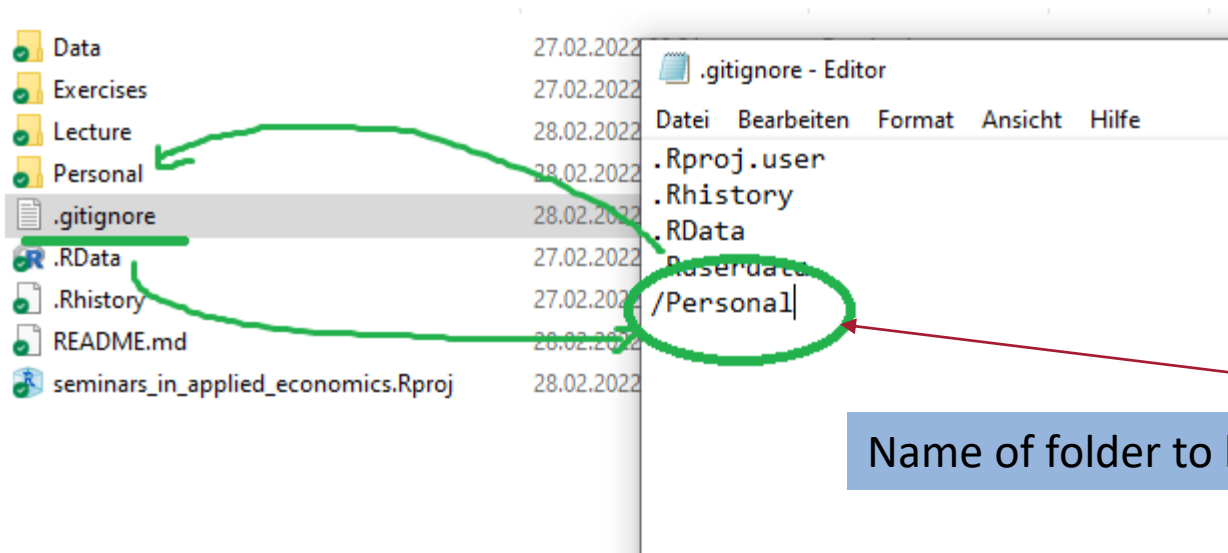 Data
27.02.2022
Exercises
27.02.2022
Lecture
28.02.2022
Personal
28.02.2022
.gitignore
28.02.2022
.RData
27.02.2022
.Rhistory
27.02.2022
README.md
28.02.2022
seminars_in_applied_economics.Rproj
28.02.2022
.gitignore - Editor
Datei Bearbeiten Format Ansicht Hilfe
.Rproj.user
.Rhistory
.RData
.Ruserdata
/Personal
Name of folder to